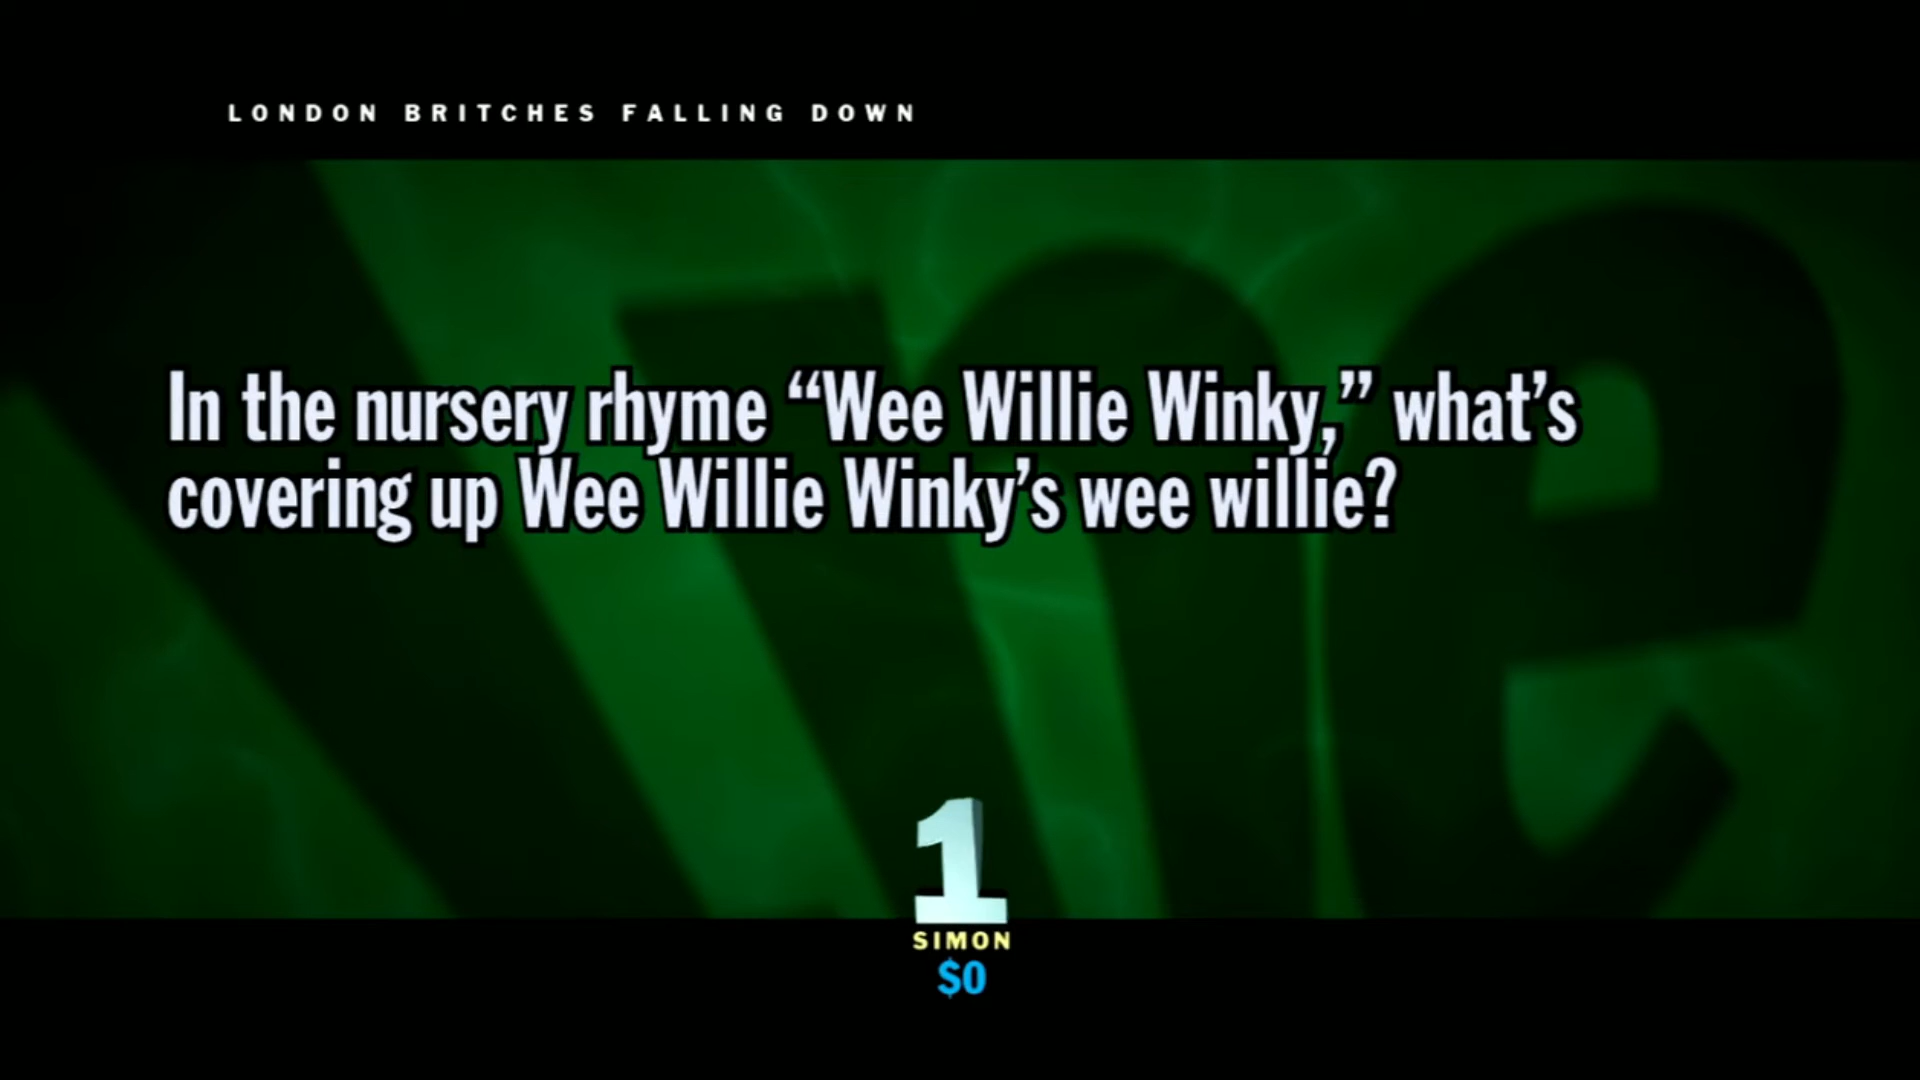 LONDON BRITCHES FALLING DOWN
In the nursery rhyme “Wee Willie Winky,” what’s
covering up Wee Willie Winky’s wee willie?
1
SIMON
$0